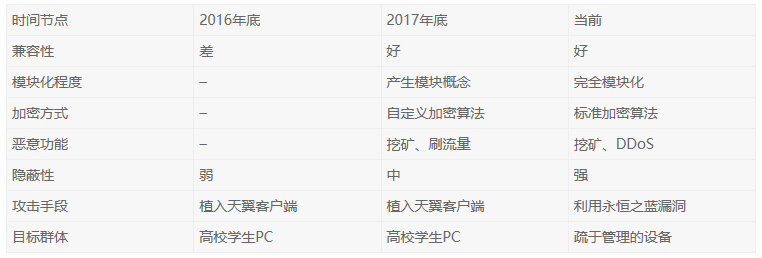 时间节点 2016年底 2017年底 当前
兼容性 差 好 好
模块化程度 – 产生模块概念 完全模块化
加密方式 – 自定义加密算法 标准加密算法
恶意功能 – 挖矿、刷流量 挖矿、DDoS
隐蔽性 弱 中 强
攻击手段 植入天翼客户端 植入天翼客户端 利用永恒之蓝漏洞
目标群体 高校学生PC 高校学生PC 疏于管理的设备